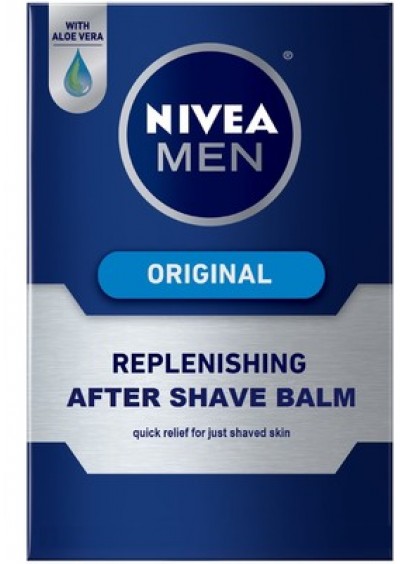 WITH
ALOE VERA
®
NIVEA
MEN
ORIGINAL
REPLENISHING
AFTER SHAVE BALM
quick relief for just shaved skin